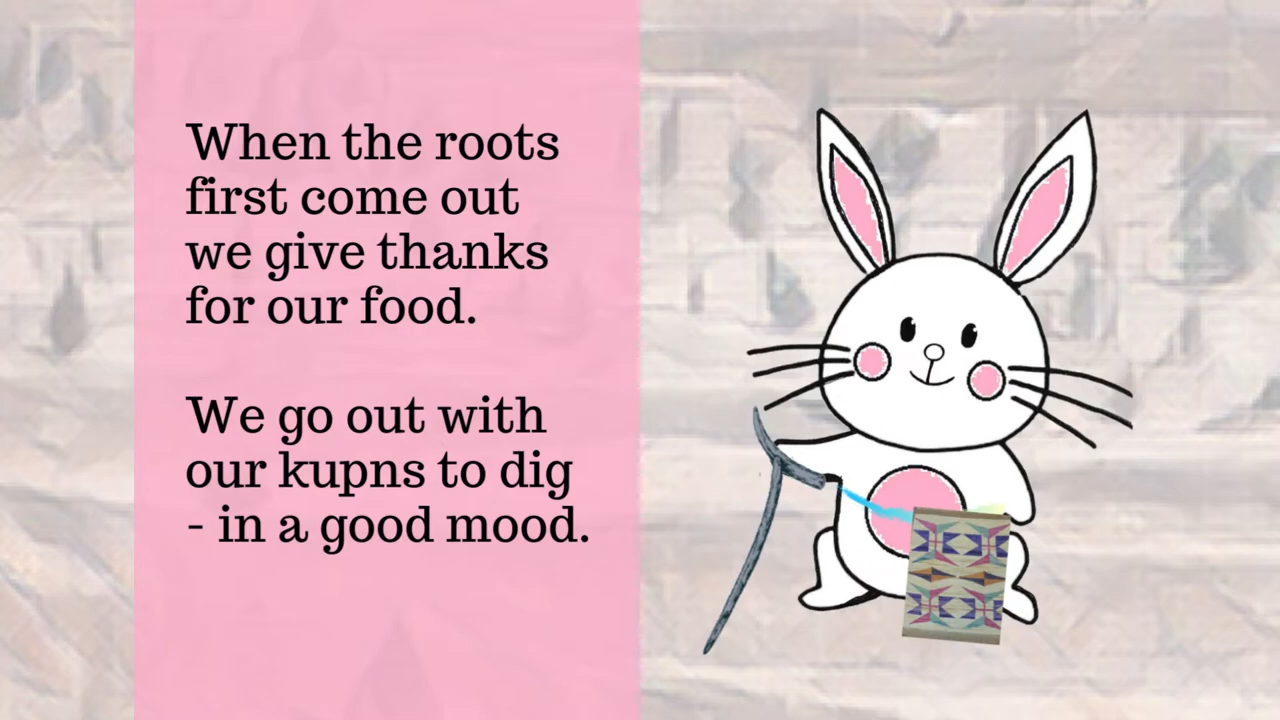 When the roots
first come out
we give thanks
for our food.
We go out with
our kupns to dig
- in a good mood.